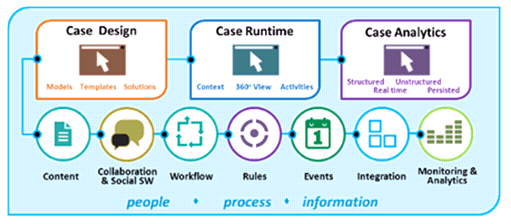 Case Design
Case Runtime
Case Analytics
Models Templates Solutions
Context 360° View Activities
Structured Unstructured
Real time Persisted
1
Content
Collaboration
& Social SW
Workflow
Rules
Events
Integration
Monitoring &
Analytics
people • process • information